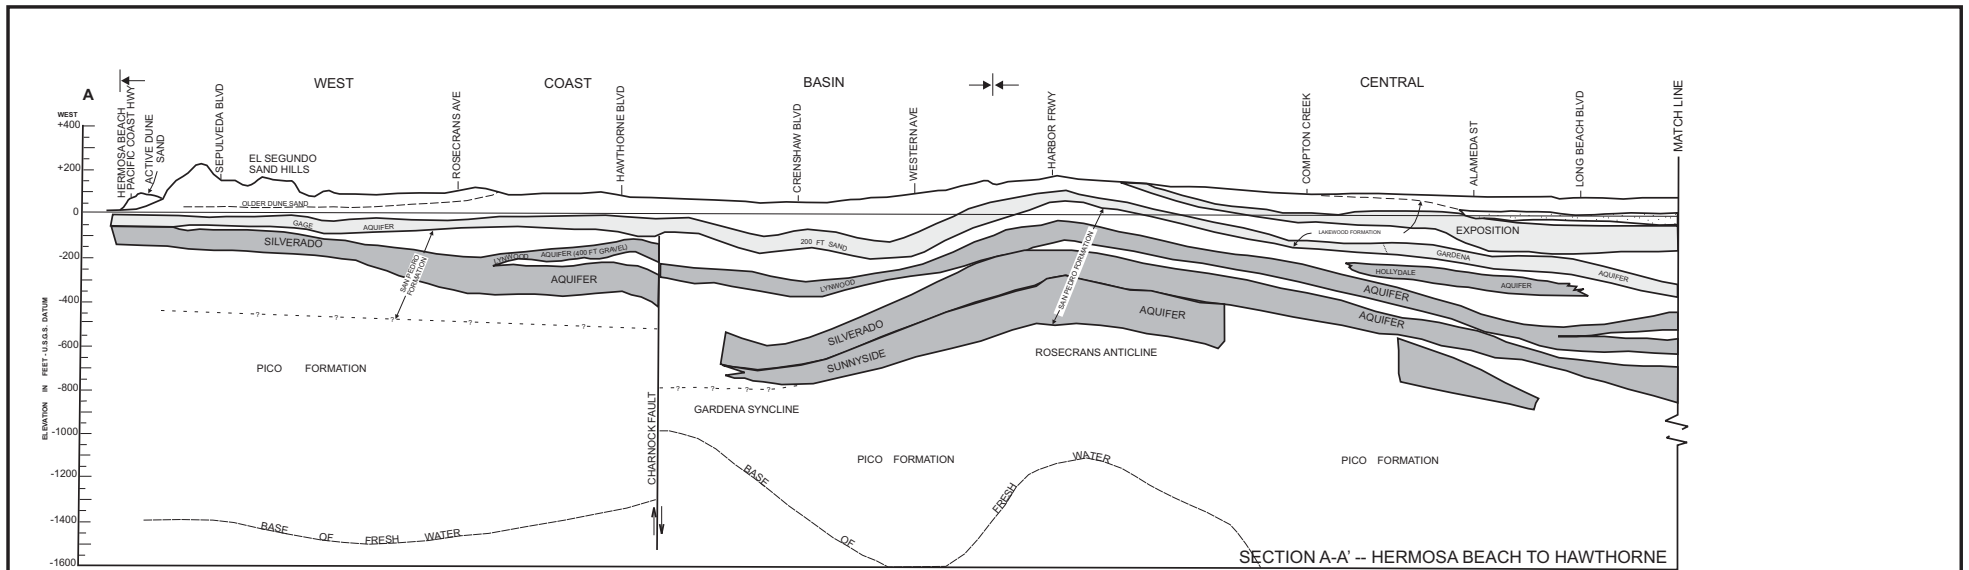 WEST COAST BASIN CENTRAL
A
WEST
HERMOSA BEACH
PACIFIC COAST HWY
ACTIVE DUNE
SAND
SEPULVEDA BLVD
ROSECRANS AVE
HAWTHORNE BLVD
CRENSHAW BLVD
WESTERN AVE
HARBOR FRWY
COMPTON CREEK
ALAMEDA ST
LONG BEACH BLVD
MATCH LINE
ELEVATION IN FEET - U.S.G.S. DATUM
+400
+200
0
-200
-400
-600
-800
-1000
-1200
-1400
-1600
EL SEGUNDO
SAND HILLS
OLDER DUNE SAND
GAGE AQUIFER
200 FT SAND
LAKEWOOD FORMATION
EXPOSITION
GARDENA AQUIFER
SILVERADO
LYNWOOD AQUIFER (400 FT GRAVEL)
AQUIFER
SAN PEDRO
FORMATION
LYNWOOD
AQUIFER
HOLLYDALE
AQUIFER
SAN PEDRO FORMATION
SILVERADO
AQUIFER
SUNNYSIDE
AQUIFER
? ? ? ? ?
? ? ? ?
ROSECRANS ANTICLINE
PICO FORMATION
CHARNOCK FAULT
GARDENA SYNCLINE
PICO FORMATION
PICO FORMATION
BASE OF FRESH WATER
BASE OF FRESH WATER
SECTION A-A' -- HERMOSA BEACH TO HAWTHORNE